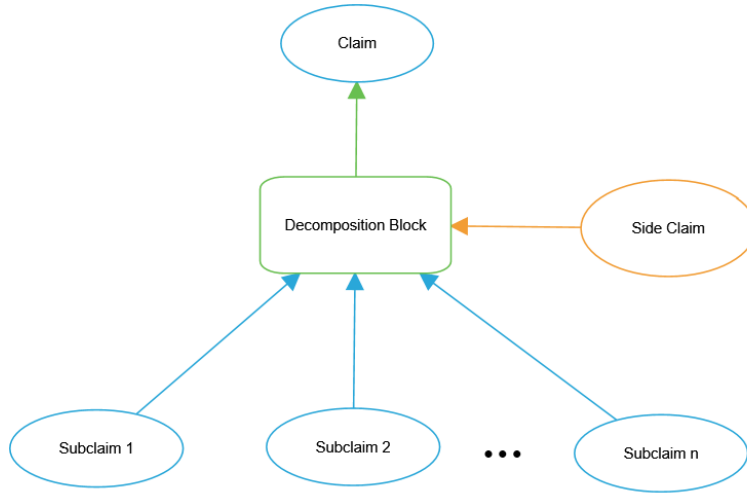 Claim
Decomposition Block
Side Claim
Subclaim 1
Subclaim 2
•••
Subclaim n